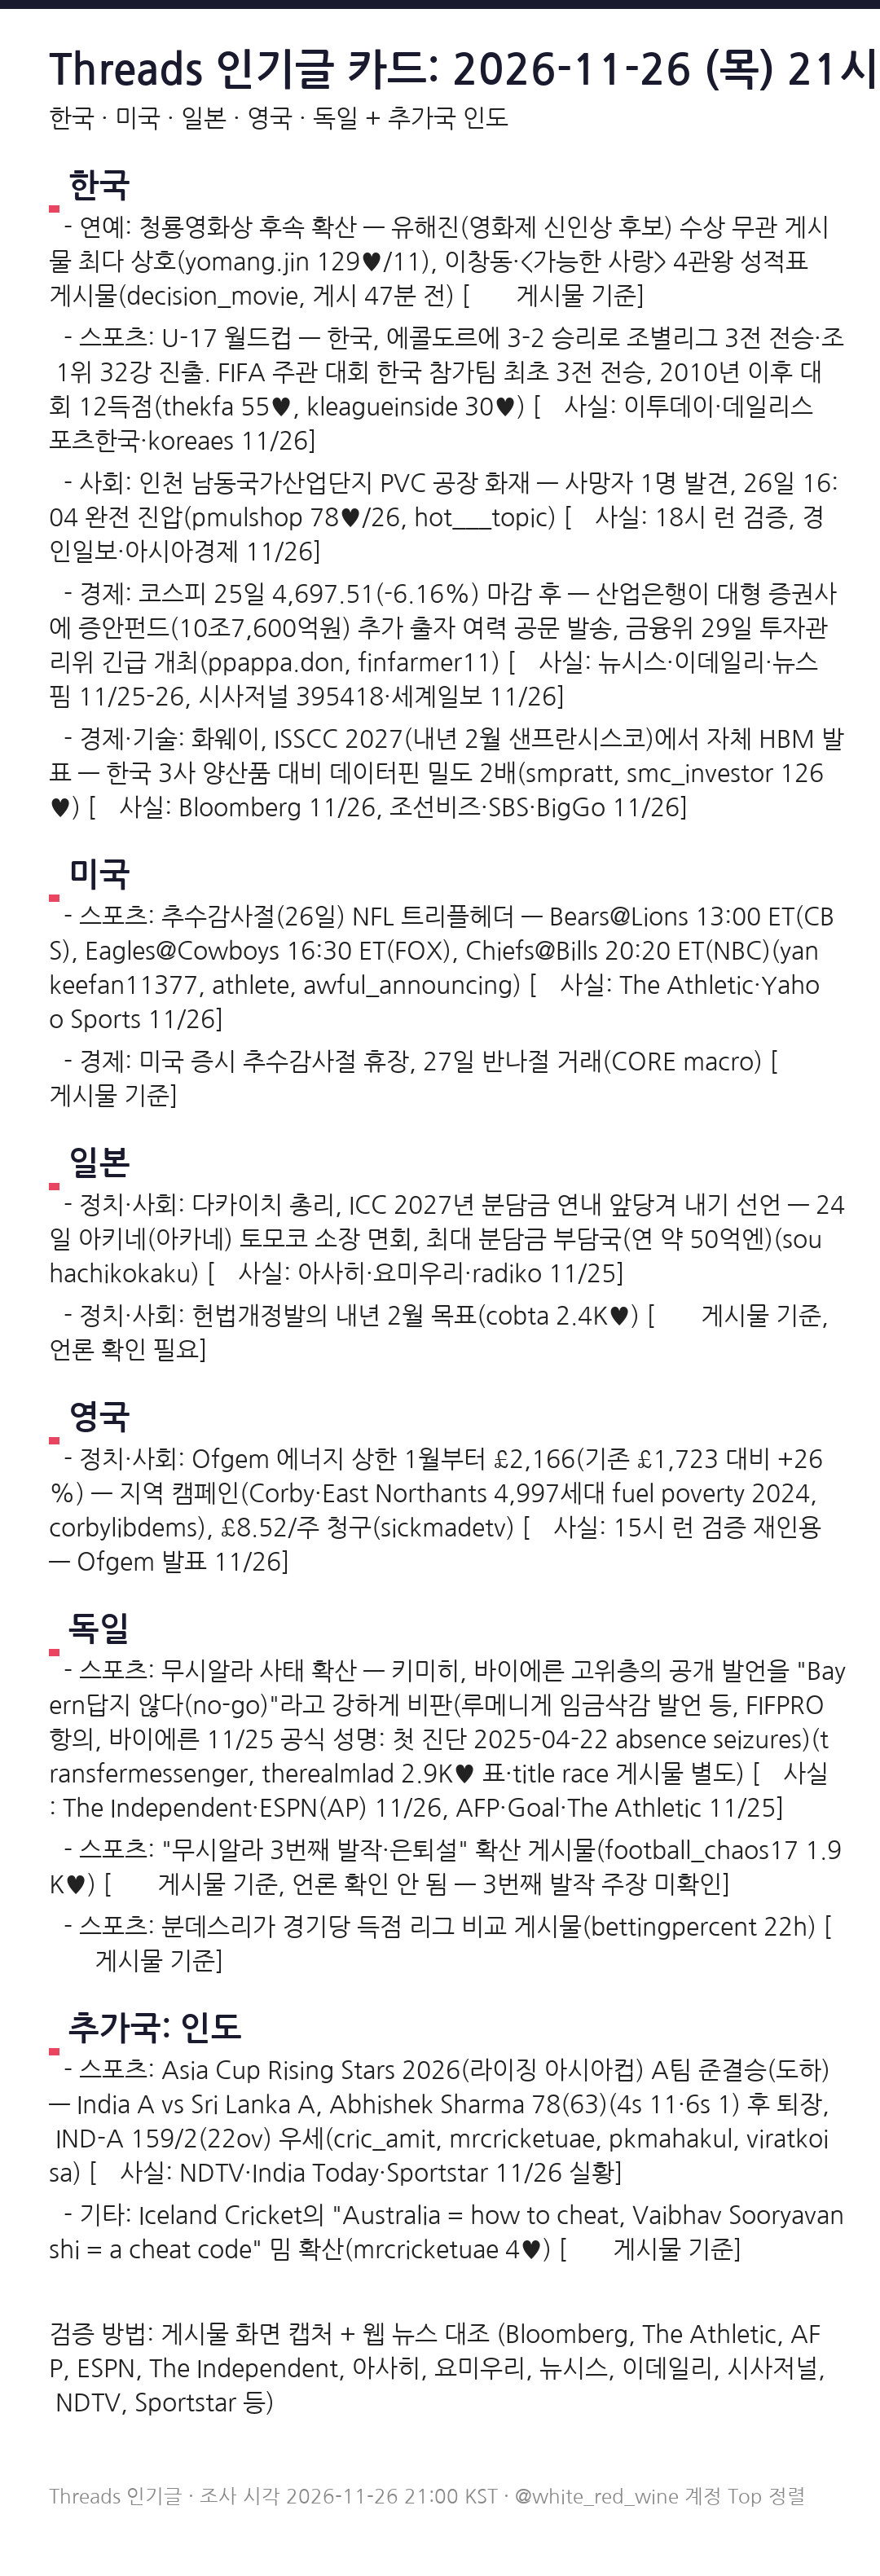 Threads 인기글 카드: 2026-11-26 (목) 21시
한국 · 미국 · 일본 · 영국 · 독일 + 추가국 인도
한국
- 연예: 청룡영화상 후속 확산 — 유해진(영화제 신인상 후보) 수상 무관 게시
물 최다 상호(yomang.jin 129♥/11), 이창동·<가능한 사랑> 4관왕 성적표
게시물(decision_movie, 게시 47분 전) [ 게시물 기준]
- 스포츠: U-17 월드컵 — 한국, 에콜도르에 3-2 승리로 조별리그 3전 전승·조
1위 32강 진출. FIFA 주관 대회 한국 참가팀 최초 3전 전승, 2010년 이후 대
회 12득점(thekfa 55♥, kleagueinside 30♥) [ 사실: 이투데이·데일리스
포츠한국·koreaes 11/26]
- 사회: 인천 남동국가산업단지 PVC 공장 화재 — 사망자 1명 발견, 26일 16:
04 완전 진압(pmulshop 78♥/26, hot___topic) [ 사실: 18시 런 검증, 경
인일보·아시아경제 11/26]
- 경제: 코스피 25일 4,697.51(-6.16%) 마감 후 — 산업은행이 대형 증권사
에 증안펀드(10조7,600억원) 추가 출자 여력 공문 발송, 금융위 29일 투자관
리위 긴급 개최(ppappa.don, finfarmer11) [ 사실: 뉴시스·이데일리·뉴스
핌 11/25-26, 시사저널 395418·세계일보 11/26]
- 경제·기술: 화웨이, ISSCC 2027(내년 2월 샌프란시스코)에서 자체 HBM 발
표 — 한국 3사 양산품 대비 데이터핀 밀도 2배(smpratt, smc_investor 126
♥) [ 사실: Bloomberg 11/26, 조선비즈·SBS·BigGo 11/26]
미국
- 스포츠: 추수감사절(26일) NFL 트리플헤더 — Bears@Lions 13:00 ET(CB
S), Eagles@Cowboys 16:30 ET(FOX), Chiefs@Bills 20:20 ET(NBC)(yan
keefan11377, athlete, awful_announcing) [ 사실: The Athletic·Yaho
o Sports 11/26]
- 경제: 미국 증시 추수감사절 휴장, 27일 반나절 거래(CORE macro) [
게시물 기준]
일본
- 정치·사회: 다카이치 총리, ICC 2027년 분담금 연내 앞당겨 내기 선언 — 24
일 아키네(아카네) 토모코 소장 면회, 최대 분담금 부담국(연 약 50억엔)(sou
hachikokaku) [ 사실: 아사히·요미우리·radiko 11/25]
- 정치·사회: 헌법개정발의 내년 2월 목표(cobta 2.4K♥) [ 게시물 기준,
언론 확인 필요]
영국
- 정치·사회: Ofgem 에너지 상한 1월부터 £2,166(기존 £1,723 대비 +26
%) — 지역 캠페인(Corby·East Northants 4,997세대 fuel poverty 2024,
corbylibdems), £8.52/주 청구(sickmadetv) [ 사실: 15시 런 검증 재인용
— Ofgem 발표 11/26]
독일
- 스포츠: 무시알라 사태 확산 — 키미히, 바이에른 고위층의 공개 발언을 "Bay
ern답지 않다(no-go)"라고 강하게 비판(루메니게 임금삭감 발언 등, FIFPRO
항의, 바이에른 11/25 공식 성명: 첫 진단 2025-04-22 absence seizures)(t
ransfermessenger, therealmlad 2.9K♥ 표·title race 게시물 별도) [ 사실
: The Independent·ESPN(AP) 11/26, AFP·Goal·The Athletic 11/25]
- 스포츠: "무시알라 3번째 발작·은퇴설" 확산 게시물(football_chaos17 1.9
K♥) [ 게시물 기준, 언론 확인 안 됨 — 3번째 발작 주장 미확인]
- 스포츠: 분데스리가 경기당 득점 리그 비교 게시물(bettingpercent 22h) [
게시물 기준]
추가국: 인도
- 스포츠: Asia Cup Rising Stars 2026(라이징 아시아컵) A팀 준결승(도하)
— India A vs Sri Lanka A, Abhishek Sharma 78(63)(4s 11·6s 1) 후 퇴장,
IND-A 159/2(22ov) 우세(cric_amit, mrcricketuae, pkmahakul, viratkoi
sa) [ 사실: NDTV·India Today·Sportstar 11/26 실황]
- 기타: Iceland Cricket의 "Australia = how to cheat, Vaibhav Sooryavan
shi = a cheat code" 밈 확산(mrcricketuae 4♥) [ 게시물 기준]
검증 방법: 게시물 화면 캡처 + 웹 뉴스 대조 (Bloomberg, The Athletic, AF
P, ESPN, The Independent, 아사히, 요미우리, 뉴시스, 이데일리, 시사저널,
NDTV, Sportstar 등)
Threads 인기글 · 조사 시각 2026-11-26 21:00 KST · @white_red_wine 계정 Top 정렬